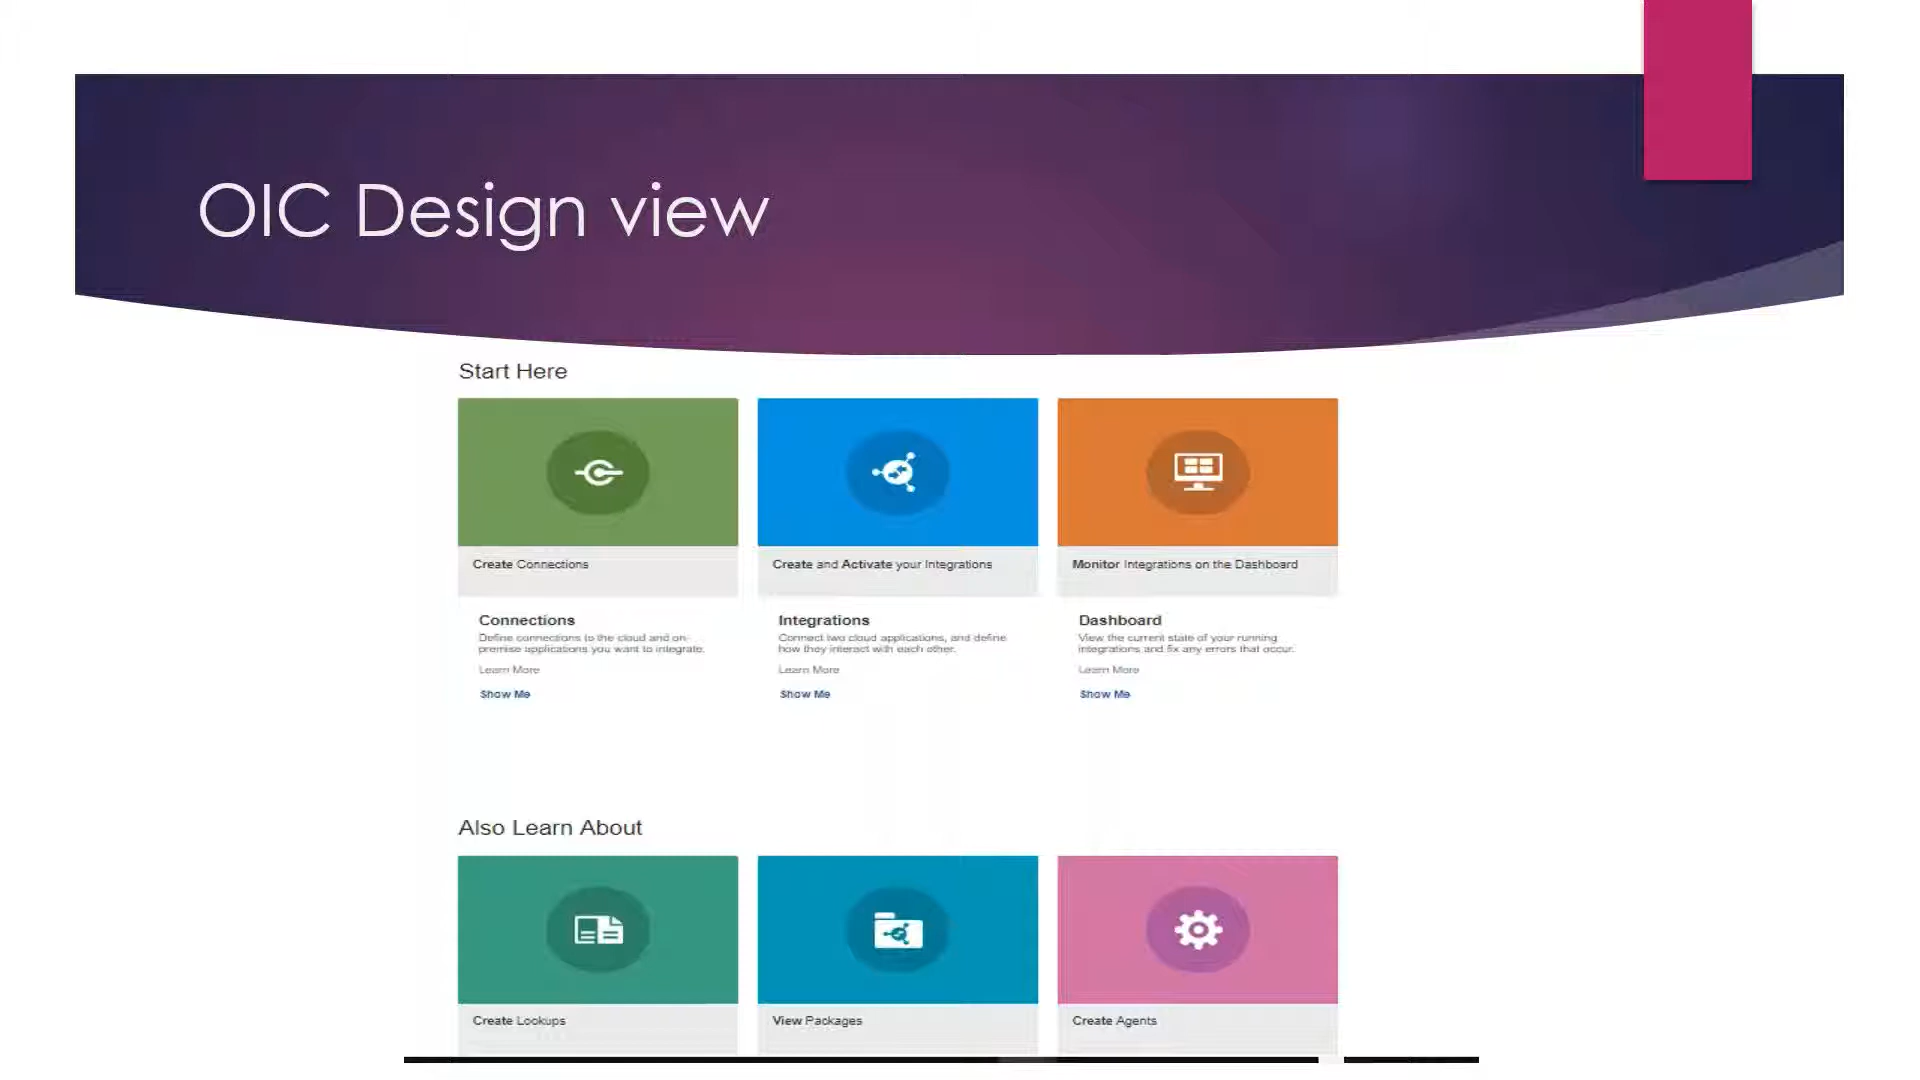 OIC Design view
Start Here
Create Connections
Create and Activate your Integrations
Monitor Integrations on the Dashboard
Connections
Define connections to the cloud and on-
premise applications you want to integrate.
Learn More
Show Me
Integrations
Connect two cloud applications, and define
how they interact with each other.
Learn More
Show Me
Dashboard
View the current state of your running
integrations and fix any errors that occur.
Learn More
Show Me
Also Learn About
Create Lookups
View Packages
Create Agents